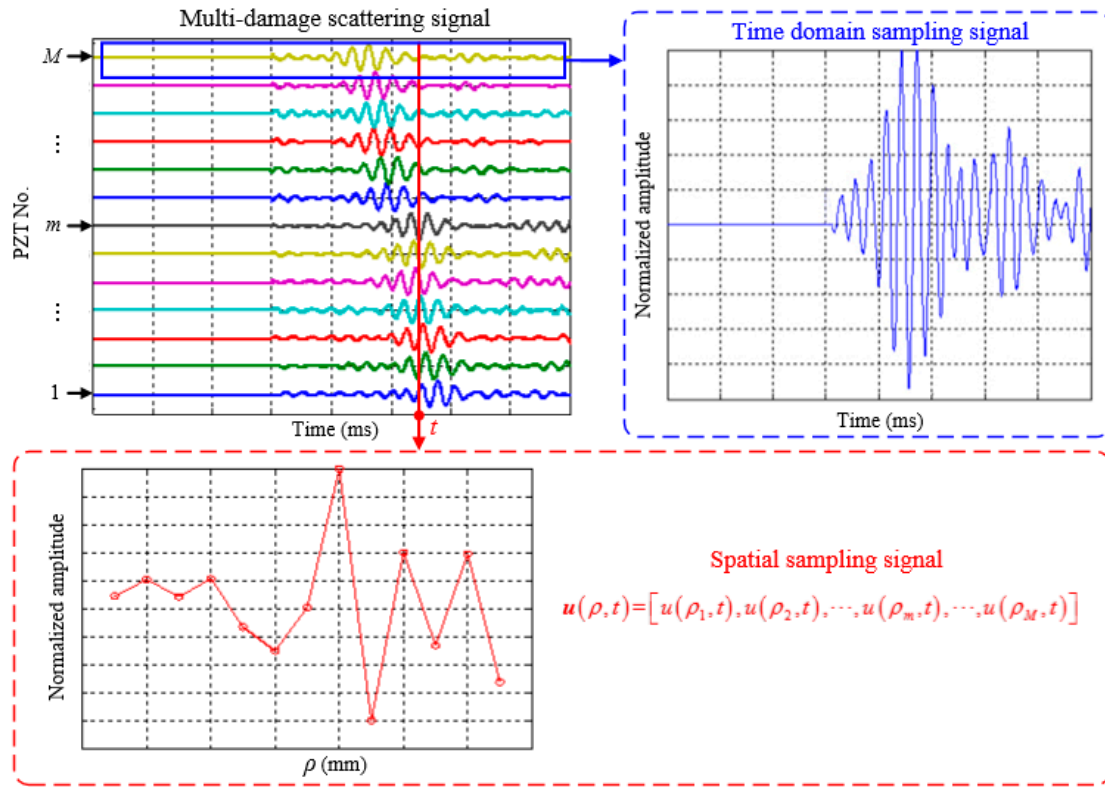 Multi-damage scattering signal
M
⋮
m
⋮
1
PZT No.
Time (ms)
t
Time domain sampling signal
Normalized amplitude
Time (ms)
Normalized amplitude
ρ (mm)
Spatial sampling signal
u(ρ,t)=[u(ρ₁,t),u(ρ₂,t),⋯,u(ρₘ,t),⋯,u(ρ_M,t)]